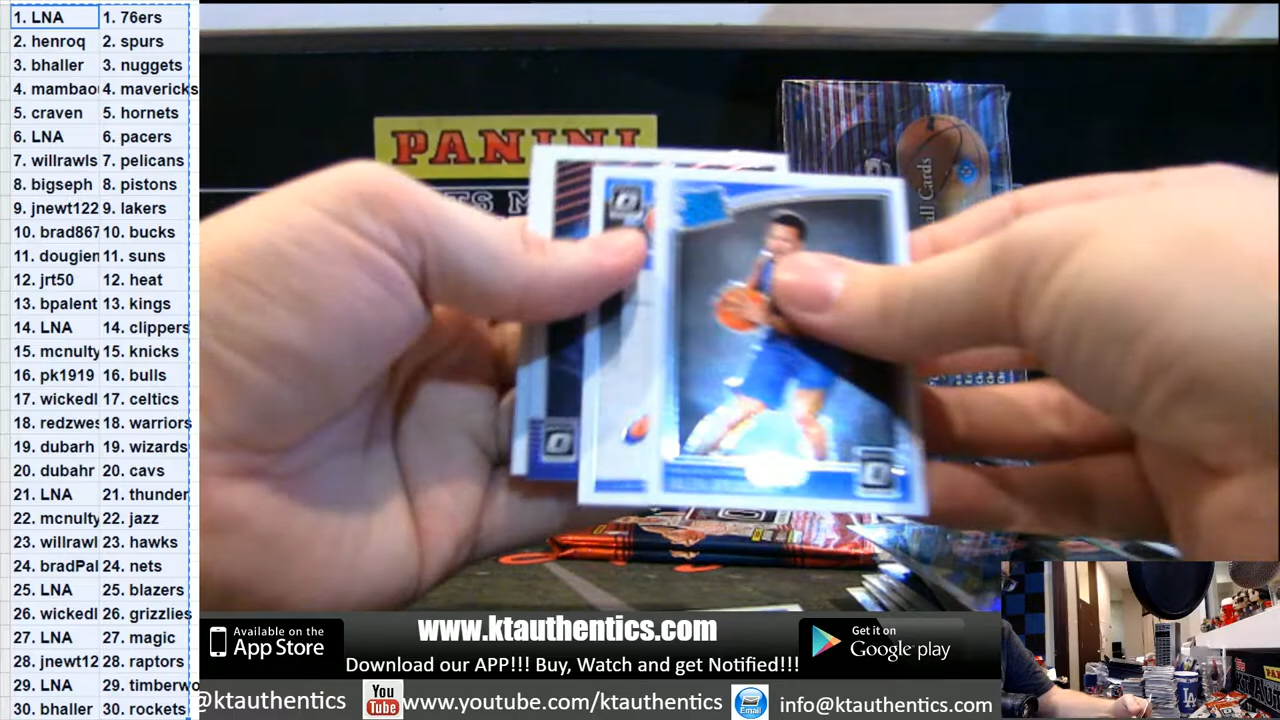 1. LNA 1. 76ers
2. henroq 2. spurs
3. bhaller 3. nuggets
4. mambao 4. mavericks
5. craven 5. hornets
6. LNA 6. pacers
7. willrawls 7. pelicans
8. bigseph 8. pistons
9. jnewt122 9. lakers
10. brad867 10. bucks
11. dougien 11. suns
12. jrt50 12. heat
13. bpalent 13. kings
14. LNA 14. clippers
15. mcnulty 15. knicks
16. pk1919 16. bulls
17. wickedl 17. celtics
18. redzwes 18. warriors
19. dubarh 19. wizards
20. dubahr 20. cavs
21. LNA 21. thunder
22. mcnulty 22. jazz
23. willrawl 23. hawks
24. bradPal 24. nets
25. LNA 25. blazers
26. wickedl 26. grizzlies
27. LNA 27. magic
28. jnewt12 28. raptors
29. LNA 29. timberwo
30. bhaller 30. rockets
PANINI
Cards
Available on the
App Store
www.ktauthentics.com
Download our APP!!! Buy, Watch and get Notified!!!
Get it on
Google play
@ktauthentics
You
Tube
www.youtube.com/ktauthentics
Email
info@ktauthentics.com